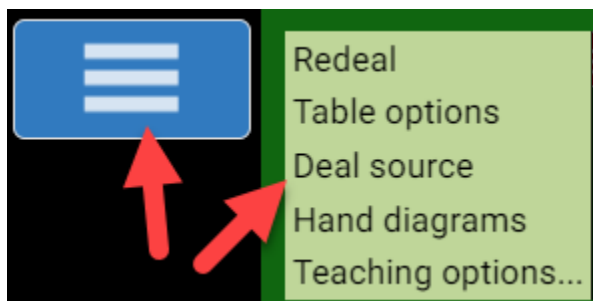 Redeal
Table options
Deal source
Hand diagrams
Teaching options...